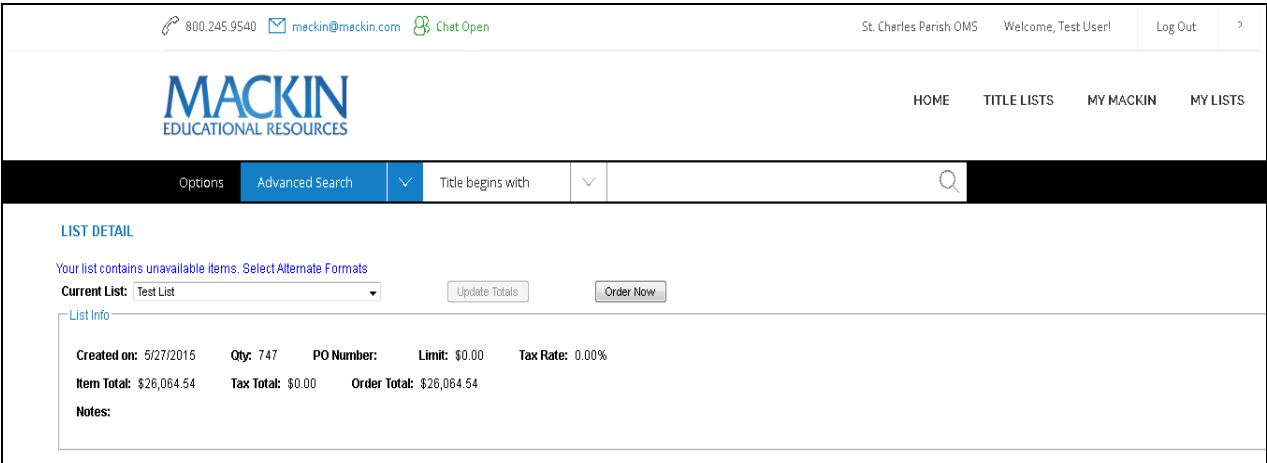 800.245.9540 mackin@mackin.com Chat Open St. Charles Parish OMS Welcome, Test User! Log Out ?
MACKIN
EDUCATIONAL RESOURCES
HOME TITLE LISTS MY MACKIN MY LISTS
Options Advanced Search Title begins with
LIST DETAIL
Your list contains unavailable items. Select Alternate Formats
Current List: Test List Update Totals Order Now
List Info
Created on: 5/27/2015 Qty: 747 PO Number: Limit: $0.00 Tax Rate: 0.00%
Item Total: $26,064.54 Tax Total: $0.00 Order Total: $26,064.54
Notes: